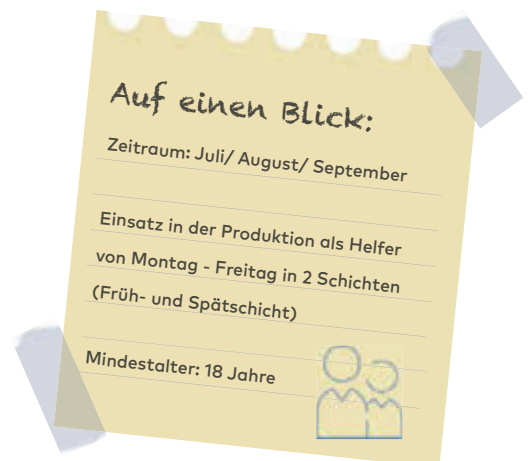 Auf einen Blick:
Zeitraum: Juli/ August/ September
Einsatz in der Produktion als Helfer
von Montag - Freitag in 2 Schichten
(Früh- und Spätschicht)
Mindestalter: 18 Jahre